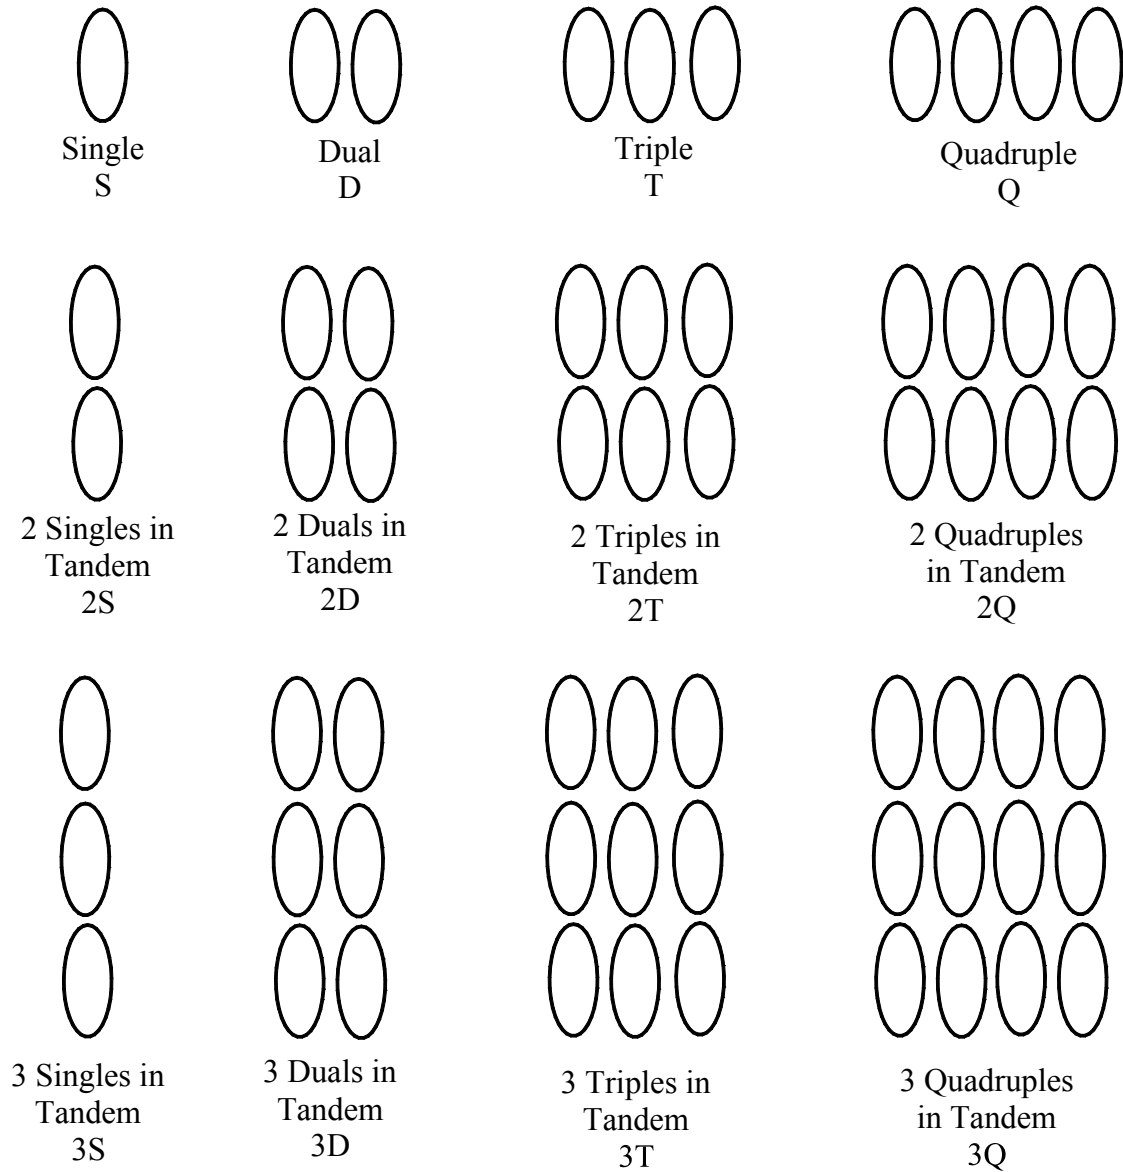 Single
S
Dual
D
Triple
T
Quadruple
Q
2 Singles in
Tandem
2S
2 Duals in
Tandem
2D
2 Triples in
Tandem
2T
2 Quadruples
in Tandem
2Q
3 Singles in
Tandem
3S
3 Duals in
Tandem
3D
3 Triples in
Tandem
3T
3 Quadruples
in Tandem
3Q